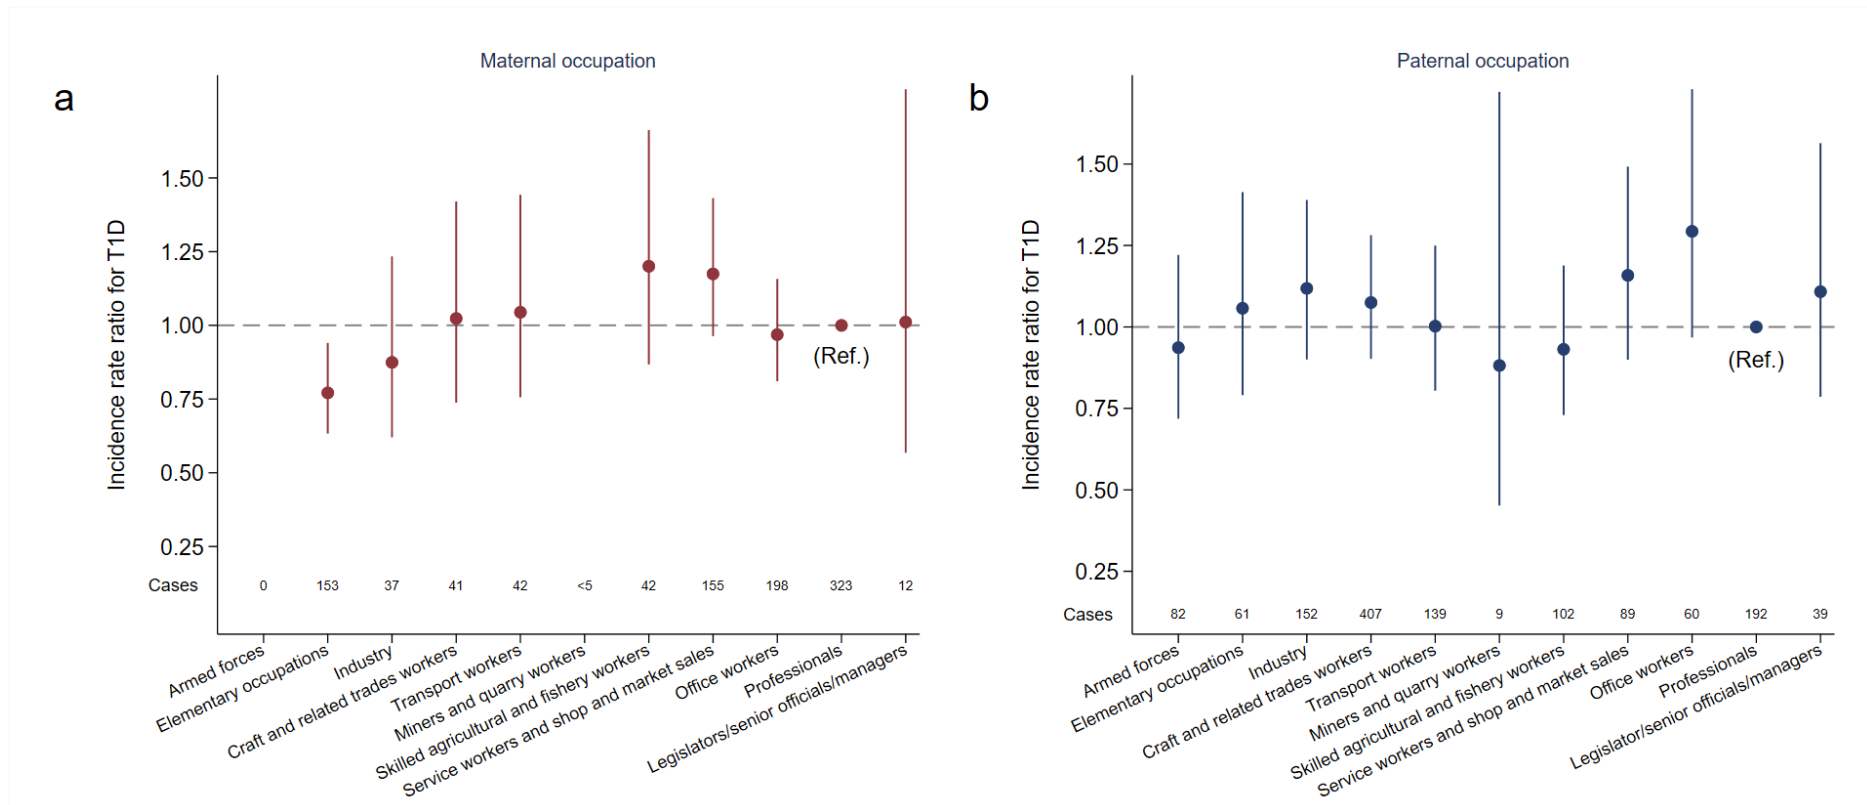 a
Maternal occupation
Incidence rate ratio for T1D
1.50
1.25
1.00
0.75
0.50
0.25
(Ref.)
Cases 0 153 37 41 42 <5 42 155 198 323 12
Armed forces
Elementary occupations
Industry
Craft and related trades workers
Transport workers
Miners and quarry workers
Skilled agricultural and fishery workers
Service workers and shop and market sales
Office workers
Professionals
Legislators/senior officials/managers
b
Paternal occupation
Incidence rate ratio for T1D
1.50
1.25
1.00
0.75
0.50
0.25
(Ref.)
Cases 82 61 152 407 139 9 102 89 60 192 39
Armed forces
Elementary occupations
Industry
Craft and related trades workers
Transport workers
Miners and quarry workers
Skilled agricultural and fishery workers
Service workers and shop and market sales
Office workers
Professionals
Legislator/senior officials/managers